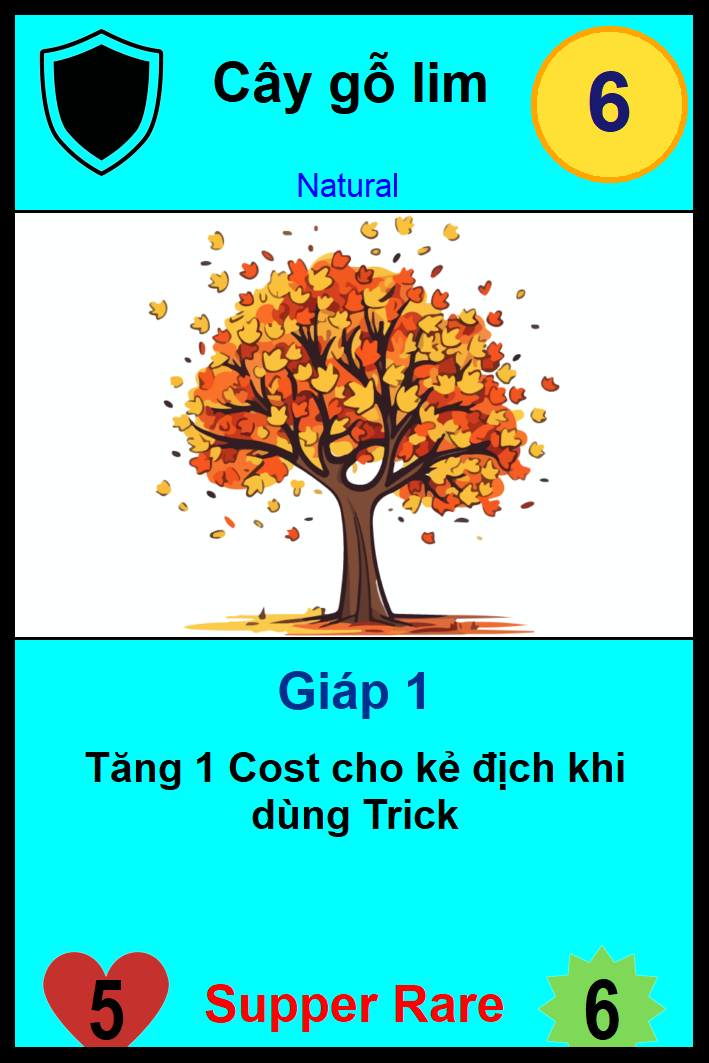 Cây gỗ lim
6
Natural
Giáp 1
Tăng 1 Cost cho kẻ địch khi
dùng Trick
5
Supper Rare
6